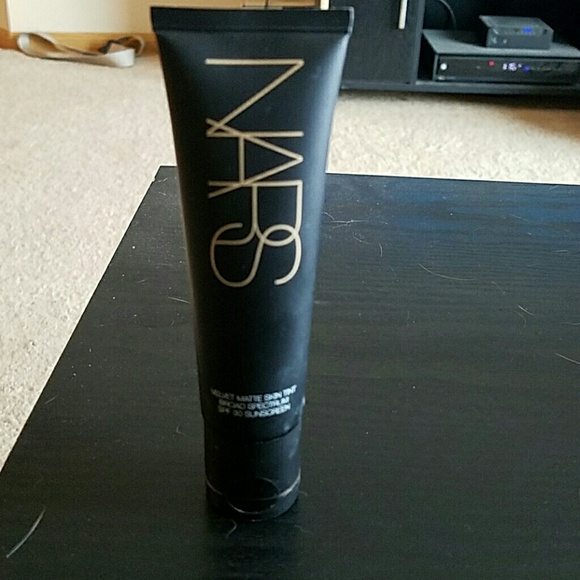 NARS
VELVET MATTE SKIN TINT
BROAD SPECTRUM
SPF 30 SUNSCREEN